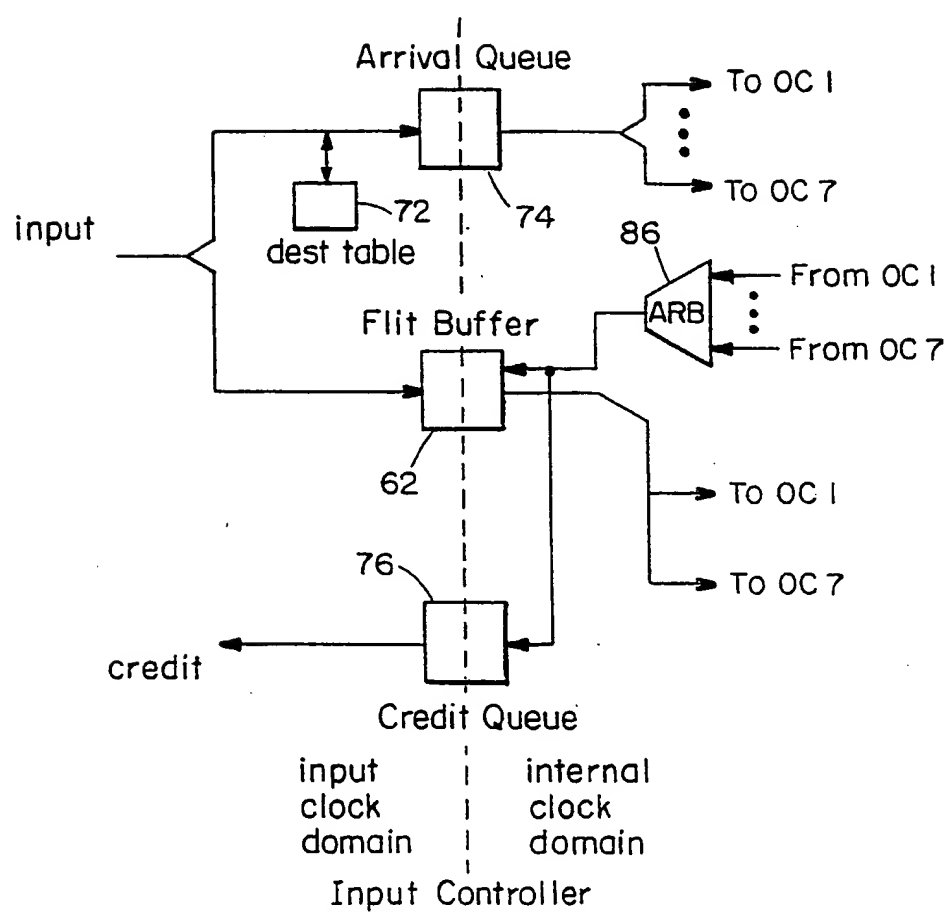 Arrival Queue
To OC 1
To OC 7
72
74
input
dest table
86
ARB
From OC 1
From OC 7
Flit Buffer
62
To OC 1
To OC 7
76
credit
Credit Queue
input
clock
domain
internal
clock
domain
Input Controller